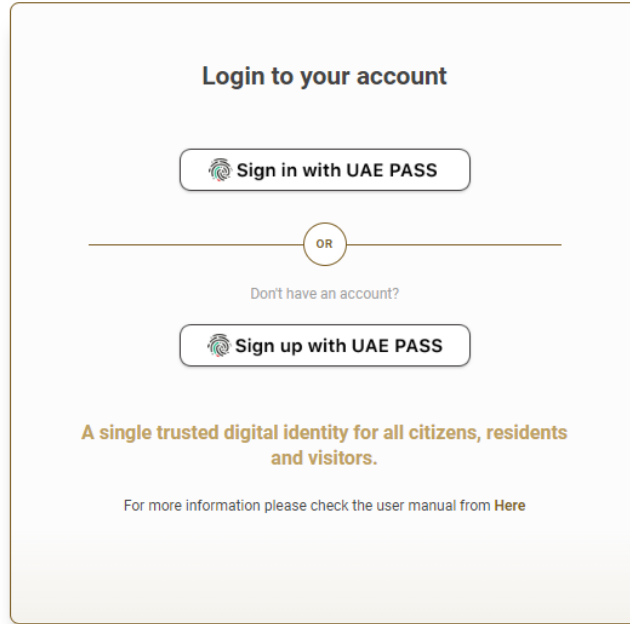 Login to your account
Sign in with UAE PASS
OR
Don't have an account?
Sign up with UAE PASS
A single trusted digital identity for all citizens, residents
and visitors.
For more information please check the user manual from Here